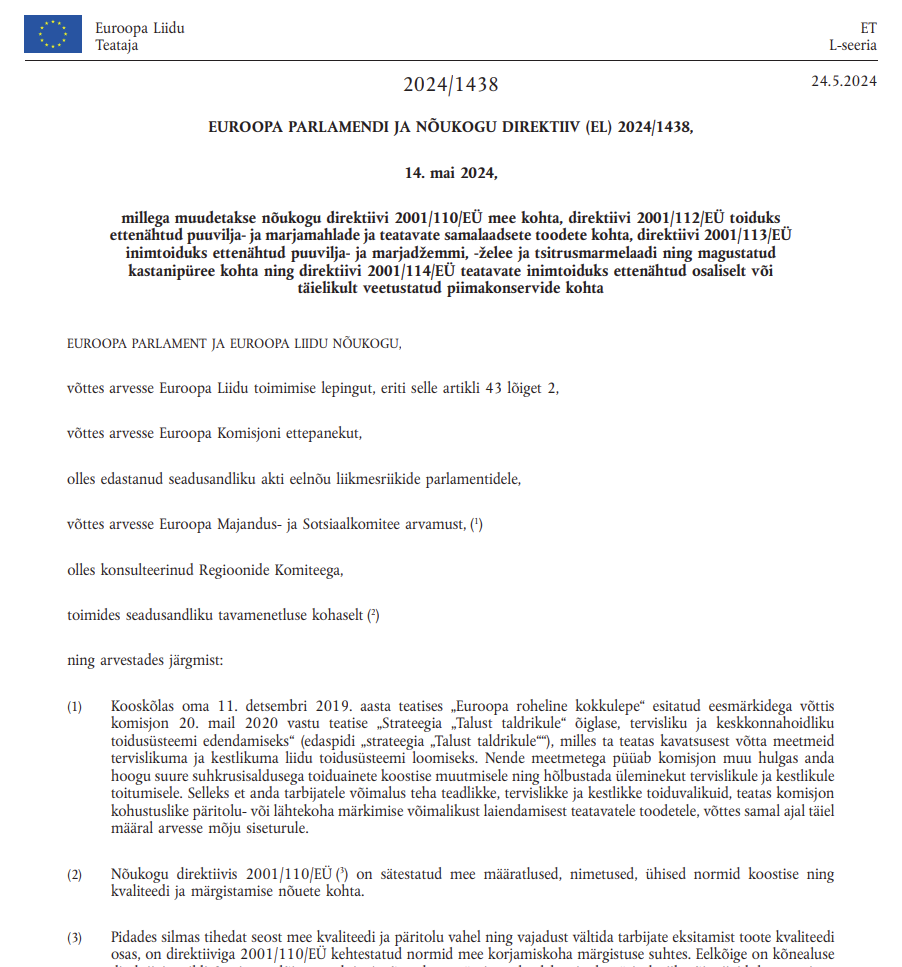 Euroopa Liidu
Teataja
ET
L-seeria
2024/1438
24.5.2024
EUROOPA PARLAMENDI JA NÕUKOGU DIREKTIIV (EL) 2024/1438,
14. mai 2024,
millega muudetakse nõukogu direktiivi 2001/110/EÜ mee kohta, direktiivi 2001/112/EÜ toiduks
ettenähtud puuvilja- ja marjamahlade ja teatavate samalaadsete toodete kohta, direktiivi 2001/113/EÜ
inimtoiduks ettenähtud puuvilja- ja marjadžemmi, -želee ja tsitrusmarmelaadi ning magustatud
kastanipüree kohta ning direktiivi 2001/114/EÜ teatavate inimtoiduks ettenähtud osaliselt või
täielikult veetustatud piimakonservide kohta
EUROOPA PARLAMENT JA EUROOPA LIIDU NÕUKOGU,
võttes arvesse Euroopa Liidu toimimise lepingut, eriti selle artikli 43 lõiget 2,
võttes arvesse Euroopa Komisjoni ettepanekut,
olles edastanud seadusandliku akti eelnõu liikmesriikide parlamentidele,
võttes arvesse Euroopa Majandus- ja Sotsiaalkomitee arvamust, (¹)
olles konsulteerinud Regioonide Komiteega,
toimides seadusandliku tavamenetluse kohaselt (²)
ning arvestades järgmist:
(1) Kooskõlas oma 11. detsembri 2019. aasta teatises „Euroopa roheline kokkulepe“ esitatud eesmärkidega võttis
komisjon 20. mail 2020 vastu teatise „Strateegia „Talust taldrikule“ õiglase, tervisliku ja keskkonnahoidliku
toidusüsteemi edendamiseks“ (edaspidi „strateegia „Talust taldrikule““), milles ta teatas kavatsusest võtta meetmeid
tervislikuma ja kestlikuma liidu toidusüsteemi loomiseks. Nende meetmetega püüab komisjon muu hulgas anda
hoogu suure suhkrusisaldusega toiduainete koostise muutmisele ning hõlbustada üleminekut tervislikule ja kestlikule
toitumisele. Selleks et anda tarbijatele võimalus teha teadlikke, tervislikke ja kestlikke toiduvalikuid, teatas komisjon
kohustuslike päritolu- või lähtekoha märkimise võimalikust laiendamisest teatavatele toodetele, võttes samal ajal täiel
määral arvesse mõju siseturule.
(2) Nõukogu direktiivis 2001/110/EÜ (³) on sätestatud mee määratlused, nimetused, ühised normid koostise ning
kvaliteedi ja märgistamise nõuete kohta.
(3) Pidades silmas tihedat seost mee kvaliteedi ja päritolu vahel ning vajadust vältida tarbijate eksitamist toote kvaliteedi
osas, on direktiiviga 2001/110/EÜ kehtestatud normid mee korjamiskoha märgistuse suhtes. Eelkõige on kõnealuse